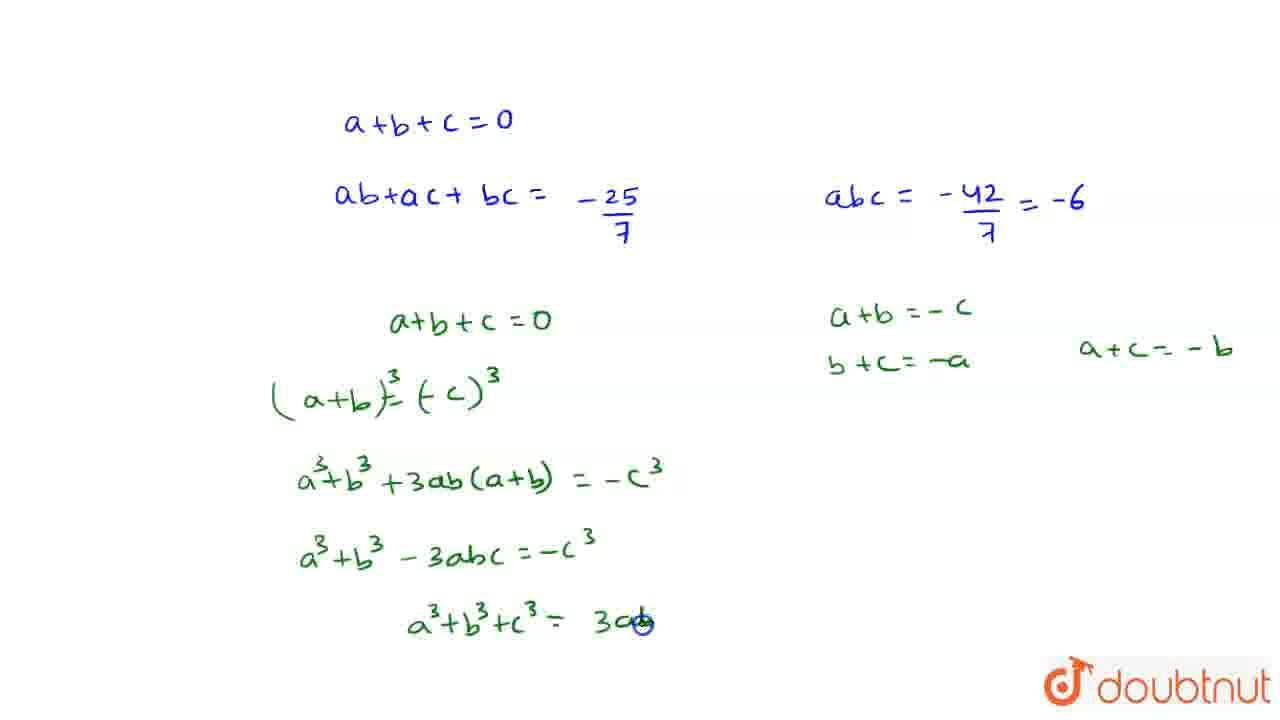 a+b+c=0
ab+ac+ bc= -25/7
abc = -42/7 = -6
a+b+c=0
a+b=-c
b+c=-a
a+c=-b
(a+b)³=(-c)³
a³+b³+3ab(a+b) = -c³
a³+b³-3abc=-c³
a³+b³+c³= 3ab
doubtnut